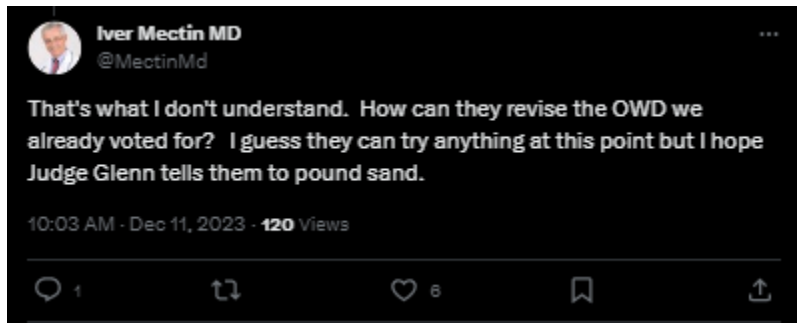 Iver Mectin MD
@MectinMd
That's what I don't understand.  How can they revise the OWD we
already voted for?   I guess they can try anything at this point but I hope
Judge Glenn tells them to pound sand.
10:03 AM · Dec 11, 2023 · 120 Views
1 6